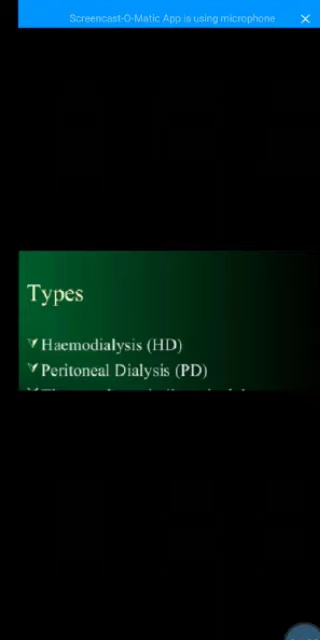 Screencast-O-Matic App is using microphone
Types
Haemodialysis (HD)
Peritoneal Dialysis (PD)